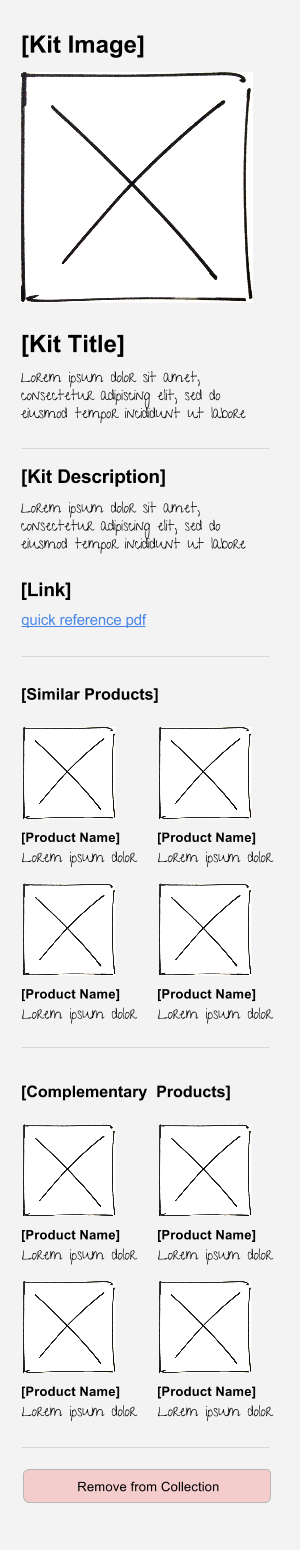 [Kit Image]
[Kit Title]
Lorem ipsum dolor sit amet,
consectetur adipiscing elit, sed do
eiusmod tempor incididunt ut labore
[Kit Description]
Lorem ipsum dolor sit amet,
consectetur adipiscing elit, sed do
eiusmod tempor incididunt ut labore
[Link]
quick reference pdf
[Similar Products]
[Product Name] [Product Name]
Lorem ipsum dolor Lorem ipsum dolor
[Product Name] [Product Name]
Lorem ipsum dolor Lorem ipsum dolor
[Complementary Products]
[Product Name] [Product Name]
Lorem ipsum dolor Lorem ipsum dolor
[Product Name] [Product Name]
Lorem ipsum dolor Lorem ipsum dolor
Remove from Collection